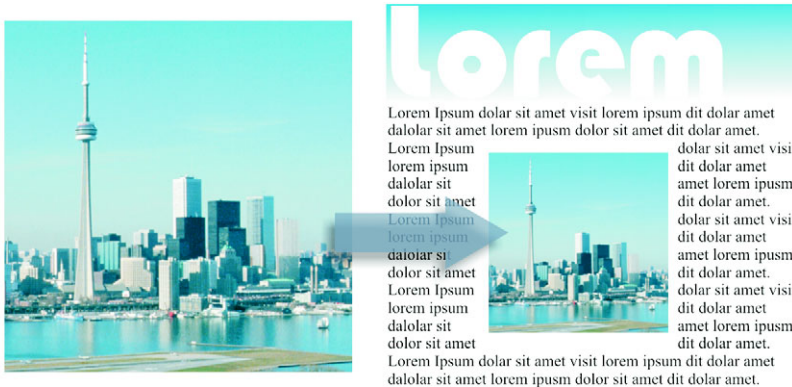 Lorem
Lorem Ipsum dolar sit amet visit lorem ipsum dit dolar amet
dalolar sit amet lorem ipusm dolor sit amet dit dolar amet.
Lorem Ipsum dolar sit amet visi
lorem ipsum dit dolar amet
dalolar sit amet lorem ipusm
dolor sit amet dit dolar amet.
Lorem Ipsum dolar sit amet visi
lorem ipsum dit dolar amet
dalolar sit amet lorem ipusm
dolor sit amet dit dolar amet.
Lorem Ipsum dolar sit amet visi
lorem ipsum dit dolar amet
dalolar sit amet lorem ipusm
dolor sit amet dit dolar amet.
Lorem Ipsum dolar sit amet visit lorem ipsum dit dolar amet
dalolar sit amet lorem ipusm dolor sit amet dit dolar amet.